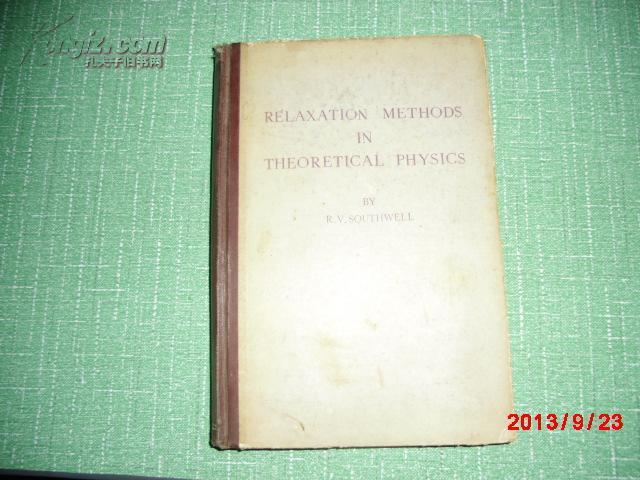 Kongfz.com
孔夫子旧书网
RELAXATION METHODS
IN
THEORETICAL PHYSICS
BY
R. V. SOUTHWELL
2013/9/23